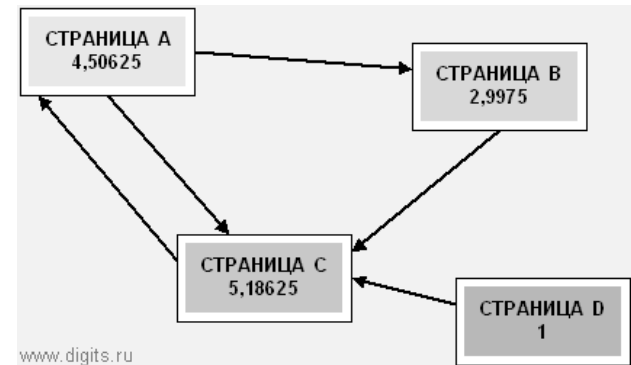 СТРАНИЦА A
4,50625
СТРАНИЦА B
2,9975
СТРАНИЦА C
5,18625
СТРАНИЦА D
1
www.digits.ru